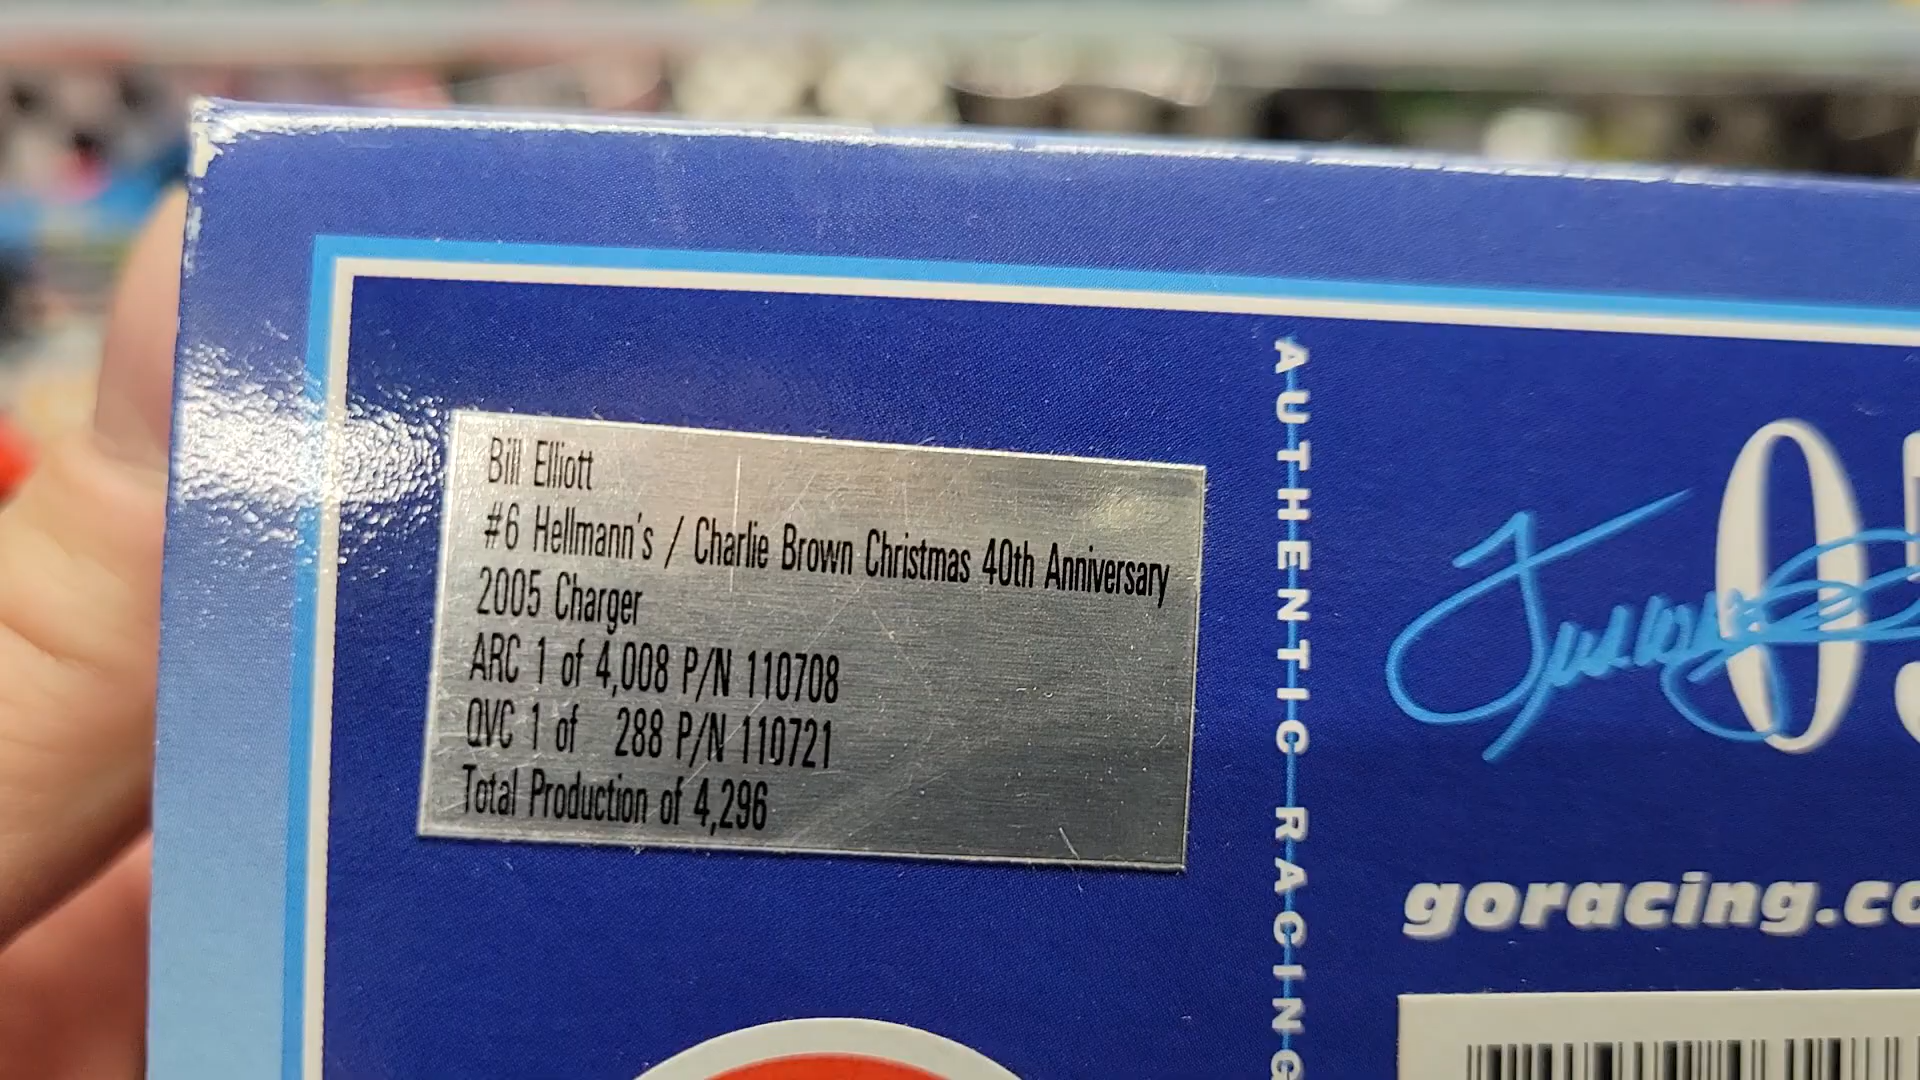 Bill Elliott
#6 Hellmann's / Charlie Brown Christmas 40th Anniversary
2005 Charger
ARC 1 of 4,008 P/N 110708
QVC 1 of 288 P/N 110721
Total Production of 4,296
AUTHENTIC RACING
goracing.co